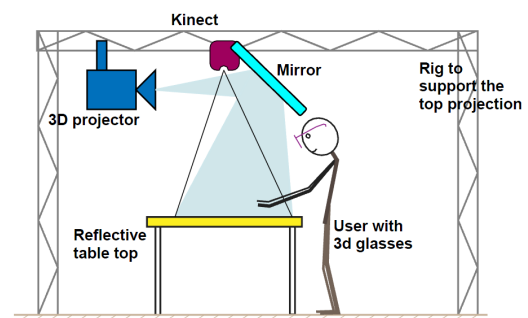 Kinect
Mirror
Rig to
support the
top projection
3D projector
Reflective
table top
User with
3d glasses